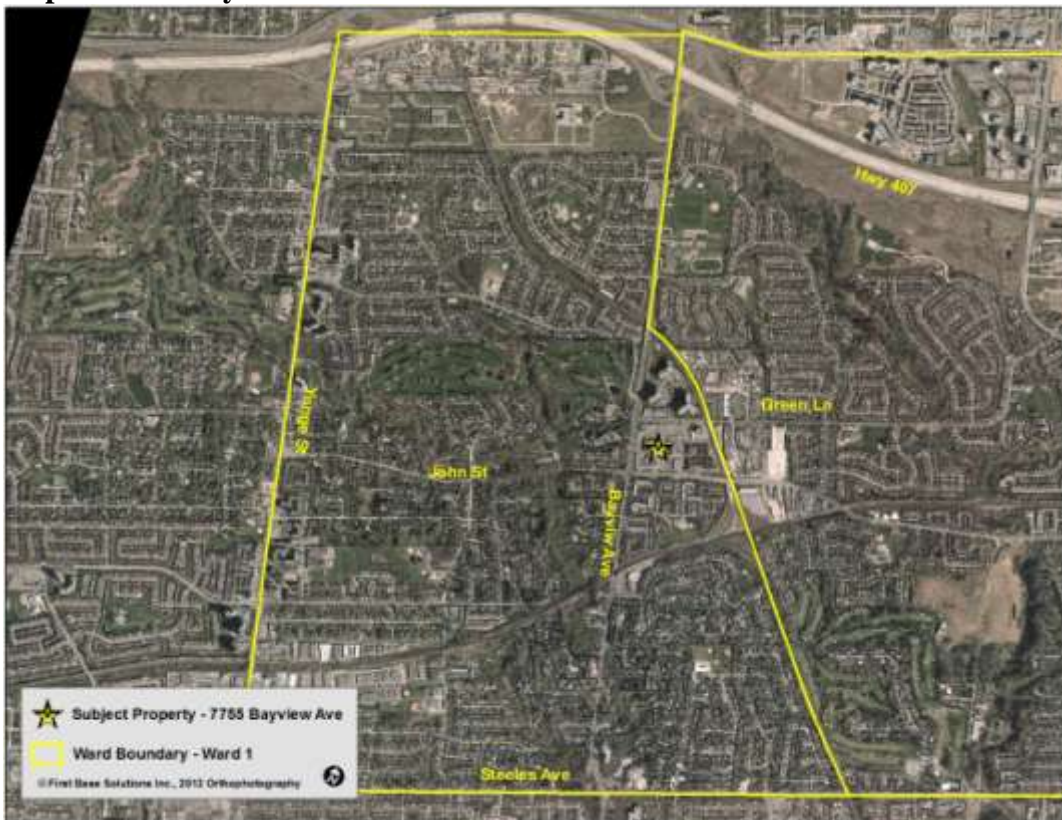 Hwy 407
Green Ln
Yonge St
John St
Bayview Ave
Subject Property - 7755 Bayview Ave
Ward Boundary - Ward 1
© First Base Solutions Inc., 2012 Orthophotography
Steeles Ave